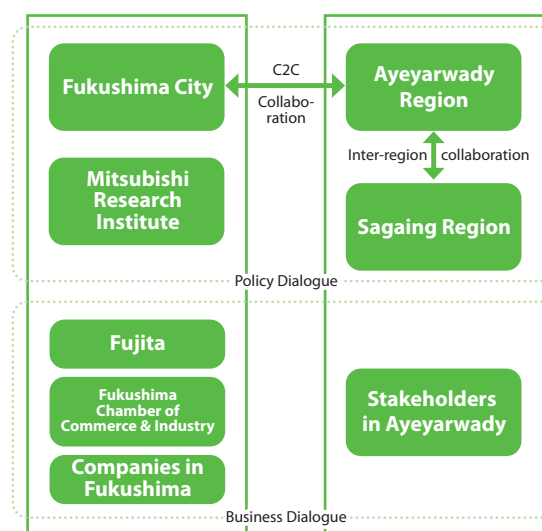 Fukushima City
C2C
Collabo-
ration
Ayeyarwady
Region
Inter-region collaboration
Mitsubishi
Research
Institute
Sagaing Region
Policy Dialogue
Fujita
Fukushima
Chamber of
Commerce & Industry
Companies in
Fukushima
Stakeholders
in Ayeyarwady
Business Dialogue